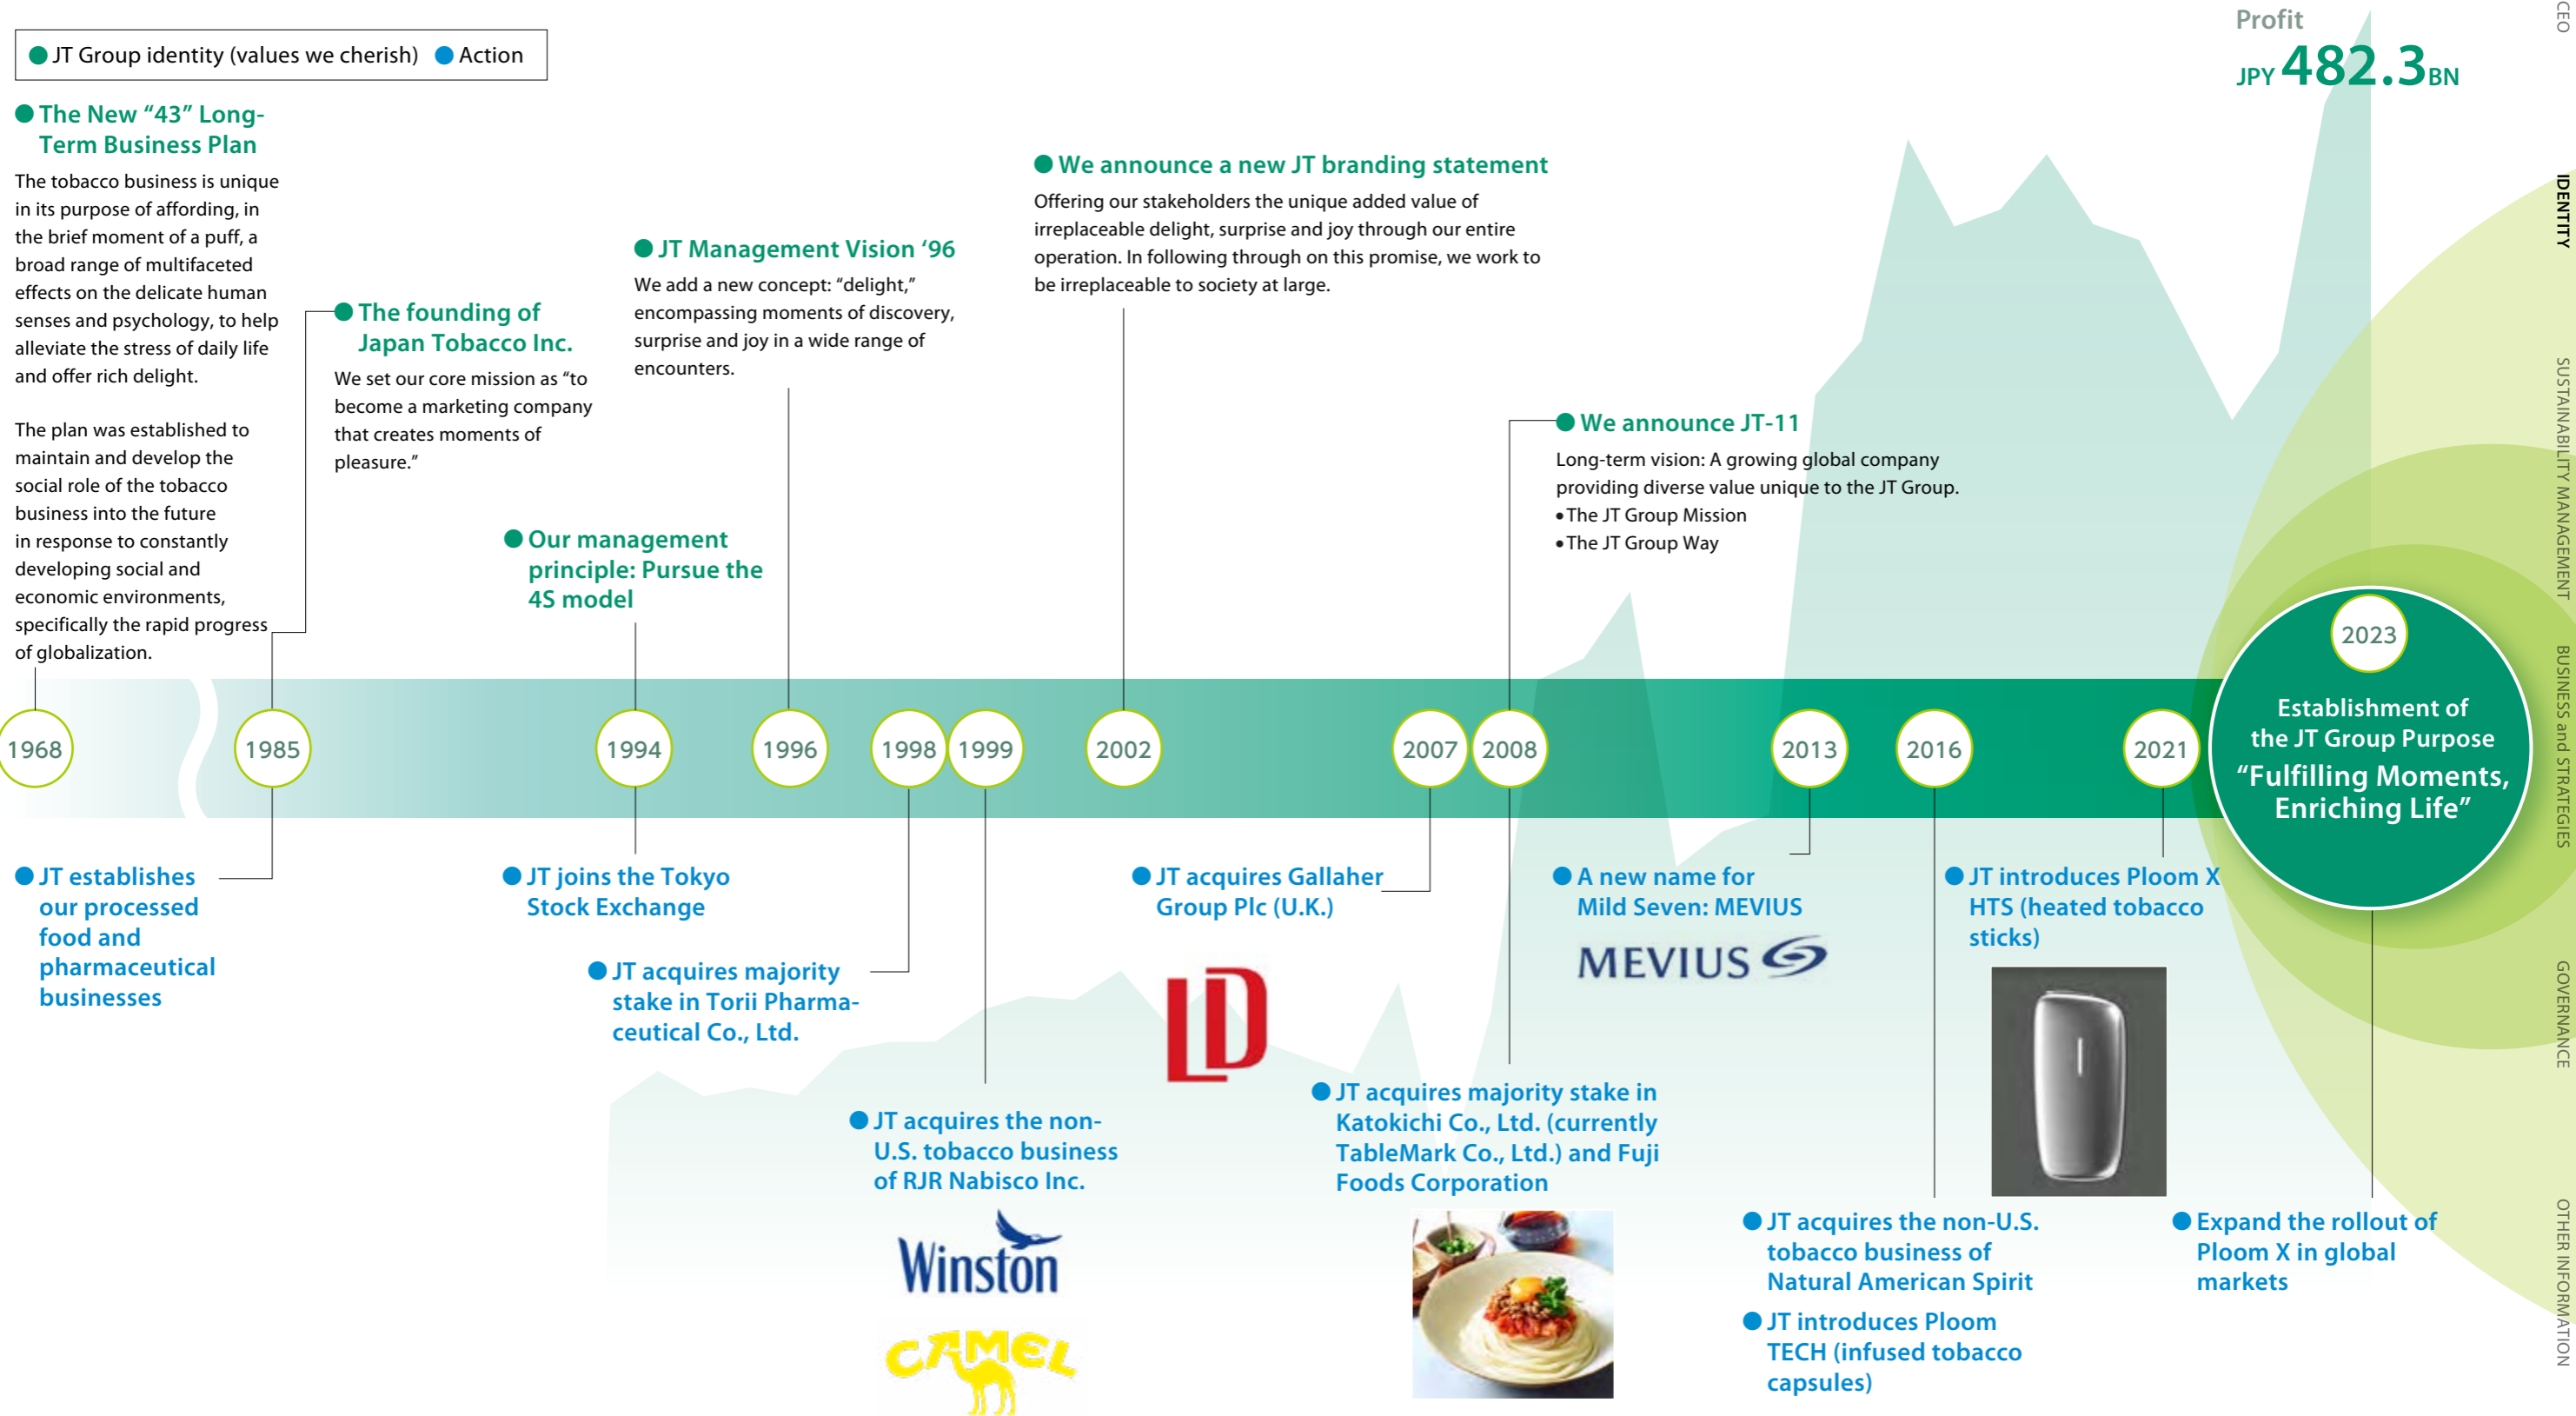 ● JT Group identity (values we cherish) ● Action
Profit
JPY 482.3 BN
● The New “43” Long-
Term Business Plan
The tobacco business is unique
in its purpose of affording, in
the brief moment of a puff, a
broad range of multifaceted
effects on the delicate human
senses and psychology, to help
alleviate the stress of daily life
and offer rich delight.
The plan was established to
maintain and develop the
social role of the tobacco
business into the future
in response to constantly
developing social and
economic environments,
specifically the rapid progress
of globalization.
● The founding of
Japan Tobacco Inc.
We set our core mission as “to
become a marketing company
that creates moments of
pleasure.”
● Our management
principle: Pursue the
4S model
● JT Management Vision ‘96
We add a new concept: “delight,”
encompassing moments of discovery,
surprise and joy in a wide range of
encounters.
● We announce a new JT branding statement
Offering our stakeholders the unique added value of
irreplaceable delight, surprise and joy through our entire
operation. In following through on this promise, we work to
be irreplaceable to society at large.
● We announce JT-11
Long-term vision: A growing global company
providing diverse value unique to the JT Group.
• The JT Group Mission
• The JT Group Way
1968
1985
1994
1996
1998
1999
2002
2007
2008
2013
2016
2021
2023
Establishment of
the JT Group Purpose
“Fulfilling Moments,
Enriching Life”
● JT establishes
our processed
food and
pharmaceutical
businesses
● JT joins the Tokyo
Stock Exchange
● JT acquires majority
stake in Torii Pharma-
ceutical Co., Ltd.
● JT acquires the non-
U.S. tobacco business
of RJR Nabisco Inc.
Winston
CAMEL
● JT acquires Gallaher
Group Plc (U.K.)
LD
● JT acquires majority stake in
Katokichi Co., Ltd. (currently
TableMark Co., Ltd.) and Fuji
Foods Corporation
● A new name for
Mild Seven: MEVIUS
MEVIUS
● JT acquires the non-U.S.
tobacco business of
Natural American Spirit
● JT introduces Ploom
TECH (infused tobacco
capsules)
● JT introduces Ploom X
HTS (heated tobacco
sticks)
● Expand the rollout of
Ploom X in global
markets
CEO
IDENTITY
SUSTAINABILITY MANAGEMENT
BUSINESS and STRATEGIES
GOVERNANCE
OTHER INFORMATION